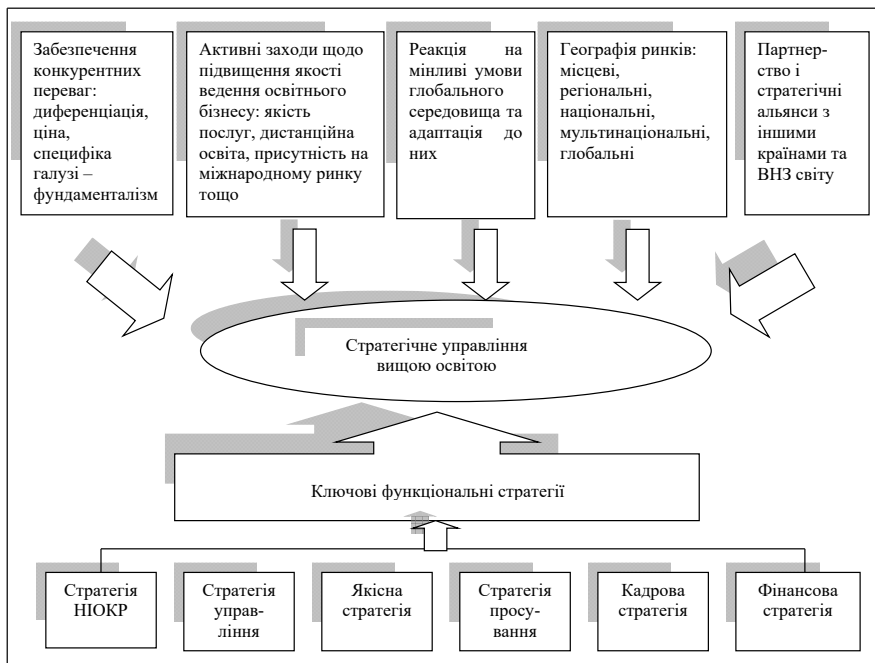 Забезпечення
конкурентних
переваг:
диференціація,
ціна,
специфіка
галузі –
фундаменталізм
Активні заходи щодо
підвищення якості
ведення освітнього
бізнесу: якість
послуг, дистанційна
освіта, присутність на
міжнародному ринку
тощо
Реакція на
мінливі умови
глобального
середовища та
адаптація до
них
Географія ринків:
місцеві,
регіональні,
національні,
мультинаціональні,
глобальні
Партнер-
ство і
стратегічні
альянси з
іншими
країнами та
ВНЗ світу
Стратегічне управління
вищою освітою
Ключові функціональні стратегії
Стратегія
НІОКР
Стратегія
управ-
ління
Якісна
стратегія
Стратегія
просу-
вання
Кадрова
стратегія
Фінансова
стратегія